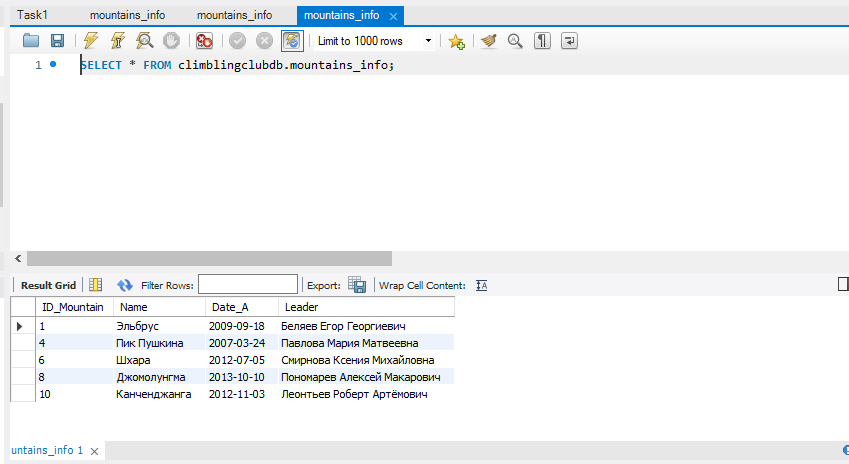 Task1 mountains_info mountains_info mountains_info
Limit to 1000 rows
1 SELECT * FROM climblingclubdb.mountains_info;
Result Grid Filter Rows: Export: Wrap Cell Content:
ID_Mountain Name Date_A Leader
1 Эльбрус 2009-09-18 Беляев Егор Георгиевич
4 Пик Пушкина 2007-03-24 Павлова Мария Матвеевна
6 Шхара 2012-07-05 Смирнова Ксения Михайловна
8 Джомолунгма 2013-10-10 Пономарев Алексей Макарович
10 Канченджанга 2012-11-03 Леонтьев Роберт Артёмович
untains_info 1